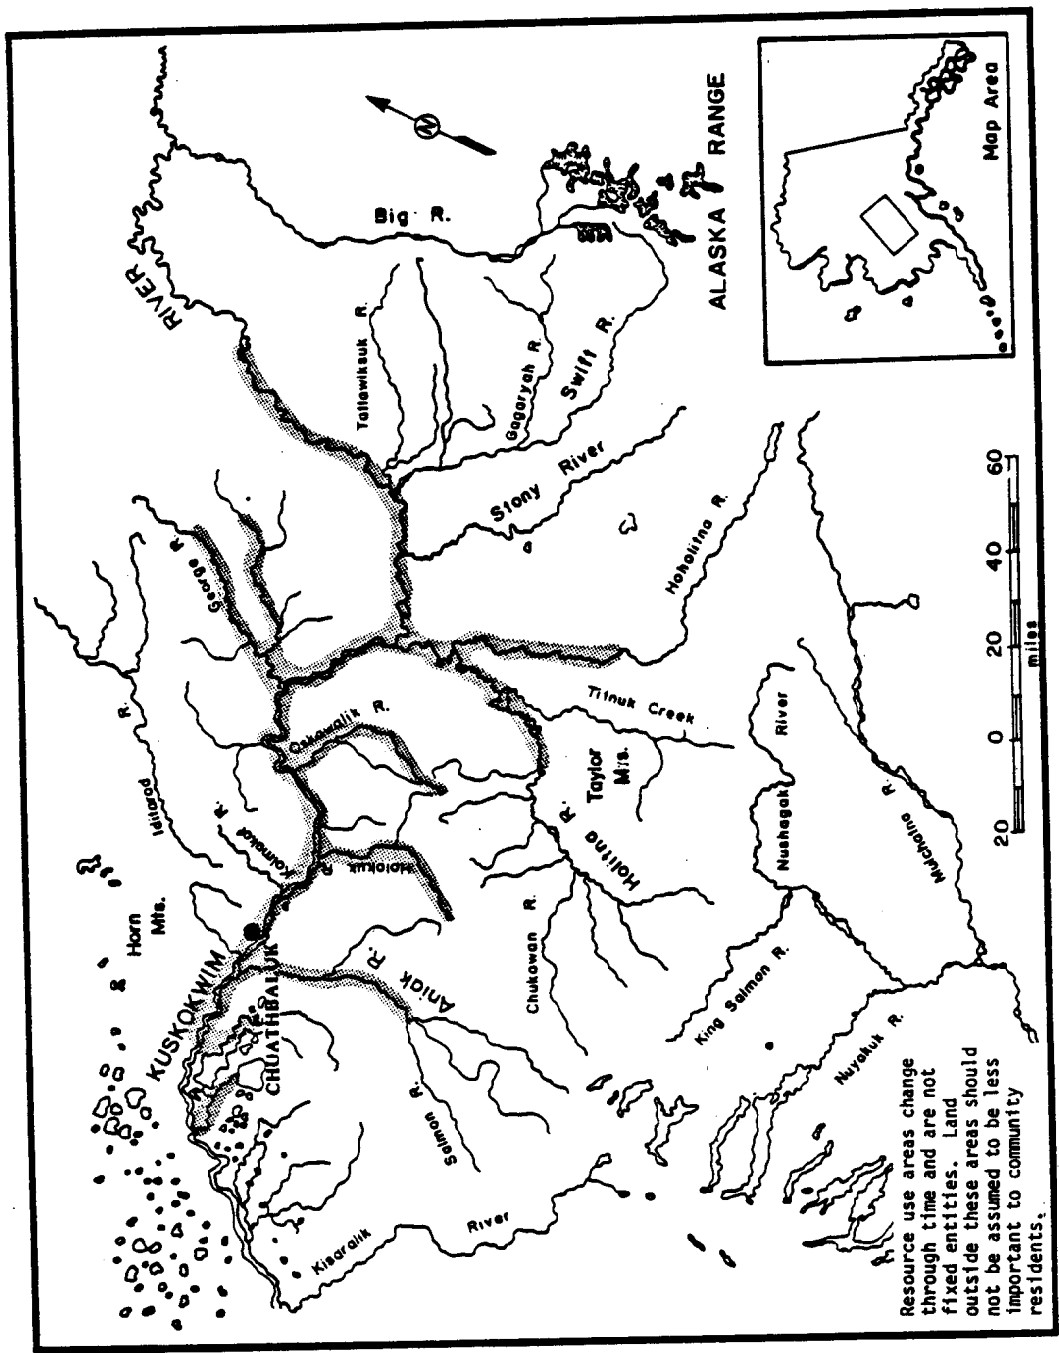 KUSKOKWIM
RIVER
CHUATHBALUK
Horn
Mts.
Iditarod R.
Kolmakof R.
George R.
Oskawalik R.
Holokuk R.
Aniak R.
Salmon R.
Kisaralik River
Chukowan R.
Holitna R.
Taylor
Mts.
Titnuk Creek
Hoholitna R.
Stony River
Swift R.
Gagaryah R.
Tatlawiksuk R.
Big R.
N
ALASKA RANGE
King Salmon R.
Nushagak River
Nuyakuk R.
Mulchatna R.
Map Area
20 0 20 40 60
miles
Resource use areas change
through time and are not
fixed entities. Land
outside these areas should
not be assumed to be less
important to community
residents.